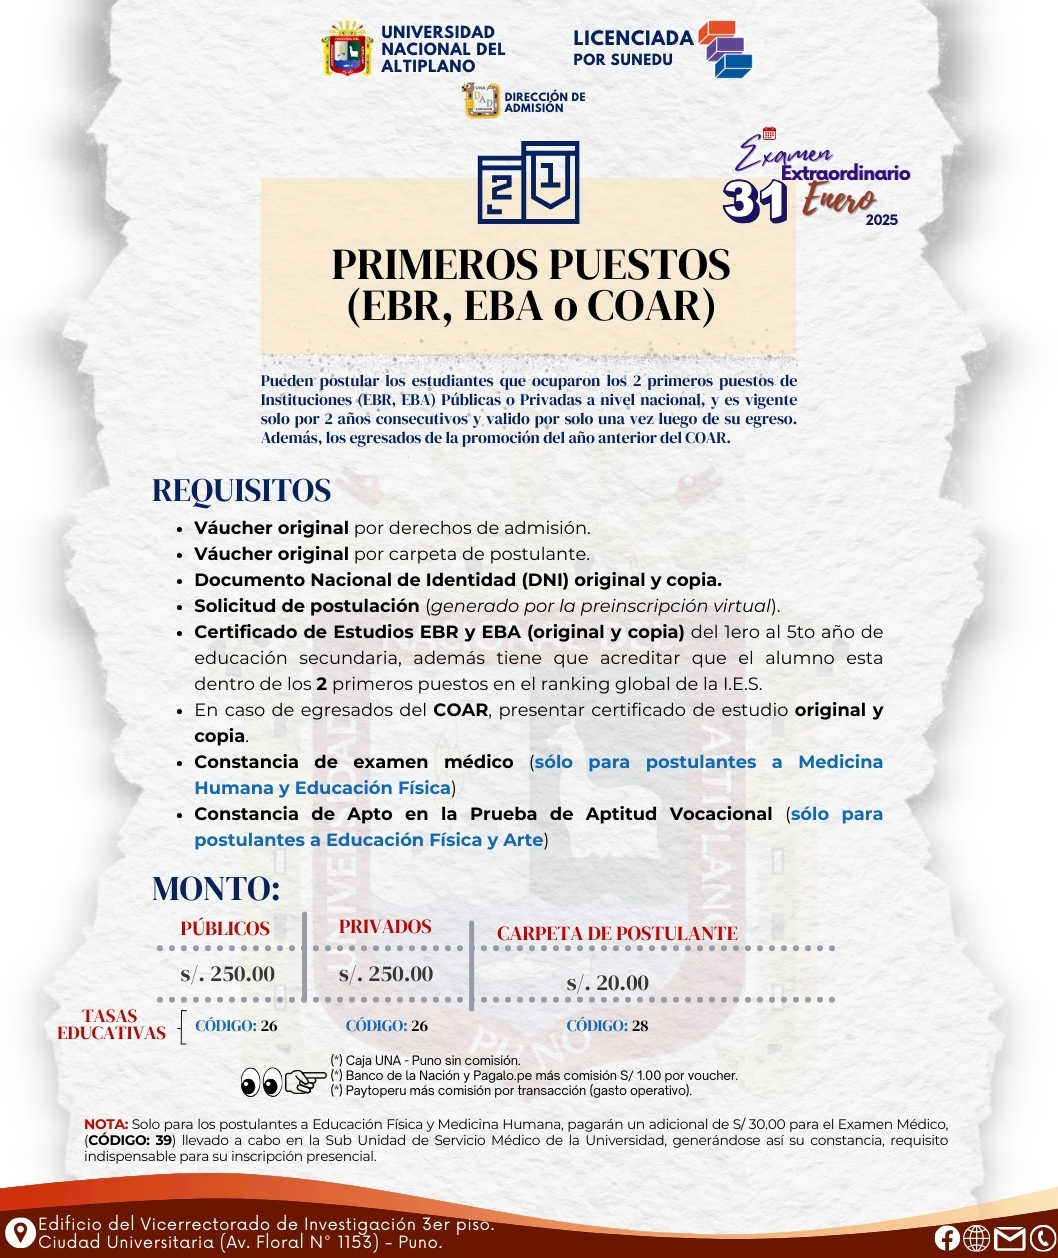 UNIVERSIDAD
NACIONAL DEL
ALTIPLANO
LICENCIADA
POR SUNEDU
DIRECCIÓN DE
ADMISIÓN
2 1
Examen
Extraordinario
31 Enero
2025
PRIMEROS PUESTOS
(EBR, EBA o COAR)
Pueden postular los estudiantes que ocuparon los 2 primeros puestos de
Instituciones (EBR, EBA) Públicas o Privadas a nivel nacional, y es vigente
solo por 2 años consecutivos y valido por solo una vez luego de su egreso.
Además, los egresados de la promoción del año anterior del COAR.
REQUISITOS
• Váucher original por derechos de admisión.
• Váucher original por carpeta de postulante.
• Documento Nacional de Identidad (DNI) original y copia.
• Solicitud de postulación (generado por la preinscripción virtual).
• Certificado de Estudios EBR y EBA (original y copia) del 1ero al 5to año de
educación secundaria, además tiene que acreditar que el alumno esta
dentro de los 2 primeros puestos en el ranking global de la I.E.S.
• En caso de egresados del COAR, presentar certificado de estudio original y
copia.
• Constancia de examen médico (sólo para postulantes a Medicina
Humana y Educación Física)
• Constancia de Apto en la Prueba de Aptitud Vocacional (sólo para
postulantes a Educación Física y Arte)
MONTO:
PÚBLICOS PRIVADOS CARPETA DE POSTULANTE
s/. 250.00 s/. 250.00 s/. 20.00
TASAS
EDUCATIVAS
CÓDIGO: 26 CÓDIGO: 26 CÓDIGO: 28
(*) Caja UNA - Puno sin comisión.
(*) Banco de la Nación y Pagalo.pe más comisión S/ 1.00 por voucher.
(*) Paytoperu más comisión por transacción (gasto operativo).
NOTA: Solo para los postulantes a Educación Física y Medicina Humana, pagarán un adicional de S/ 30.00 para el Examen Médico,
(CÓDIGO: 39) llevado a cabo en la Sub Unidad de Servicio Médico de la Universidad, generándose así su constancia, requisito
indispensable para su inscripción presencial.
Edificio del Vicerrectorado de Investigación 3er piso.
Ciudad Universitaria (Av. Floral N° 1153) - Puno.